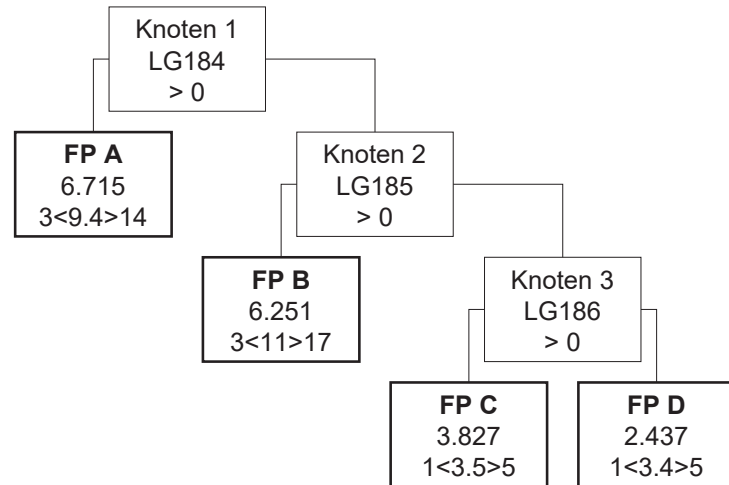 Knoten 1
LG184
> 0
FP A
6.715
3<9.4>14
Knoten 2
LG185
> 0
FP B
6.251
3<11>17
Knoten 3
LG186
> 0
FP C
3.827
1<3.5>5
FP D
2.437
1<3.4>5